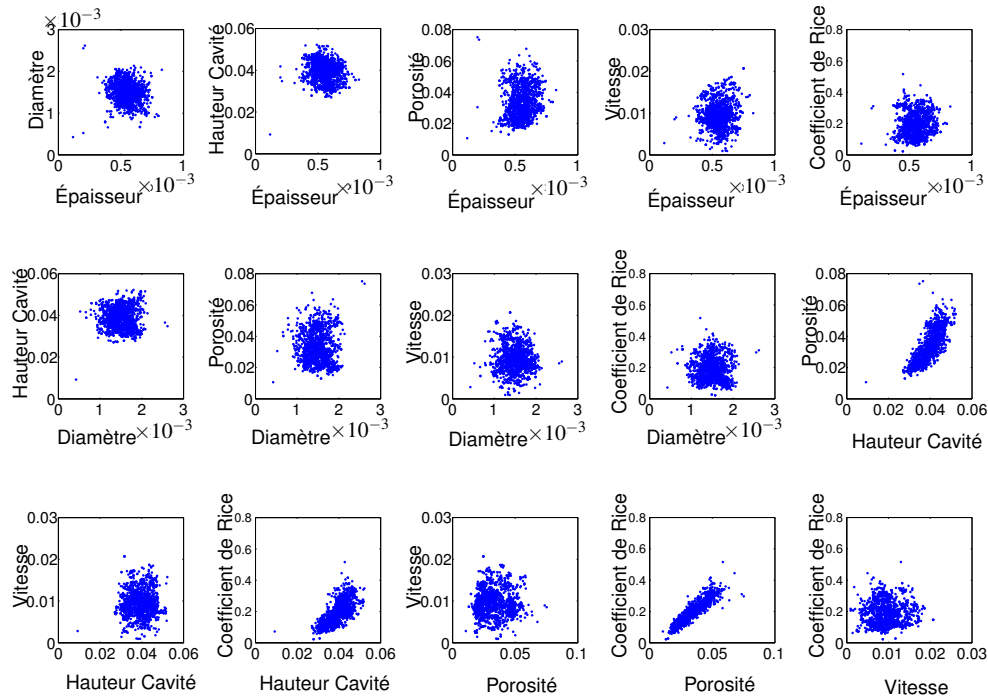 ×10−3
Diamètre
3
2
1
0
0 0.5 1
Épaisseur ×10−3
Hauteur Cavité
0.06
0.04
0.02
0
0 0.5 1
Épaisseur ×10−3
Porosité
0.08
0.06
0.04
0.02
0
0 0.5 1
Épaisseur ×10−3
Vitesse
0.03
0.02
0.01
0
0 0.5 1
Épaisseur ×10−3
Coefficient de Rice
0.8
0.6
0.4
0.2
0
0 0.5 1
Épaisseur ×10−3
Hauteur Cavité
0.06
0.04
0.02
0
0 1 2 3
Diamètre ×10−3
Porosité
0.08
0.06
0.04
0.02
0
0 1 2 3
Diamètre ×10−3
Vitesse
0.03
0.02
0.01
0
0 1 2 3
Diamètre ×10−3
Coefficient de Rice
0.8
0.6
0.4
0.2
0
0 1 2 3
Diamètre ×10−3
Porosité
0.08
0.06
0.04
0.02
0
0 0.02 0.04 0.06
Hauteur Cavité
Vitesse
0.03
0.02
0.01
0
0 0.02 0.04 0.06
Hauteur Cavité
Coefficient de Rice
0.8
0.6
0.4
0.2
0
0 0.02 0.04 0.06
Hauteur Cavité
Vitesse
0.03
0.02
0.01
0
0 0.05 0.1
Porosité
Coefficient de Rice
0.8
0.6
0.4
0.2
0
0 0.05 0.1
Porosité
Coefficient de Rice
0.8
0.6
0.4
0.2
0
0 0.01 0.02 0.03
Vitesse